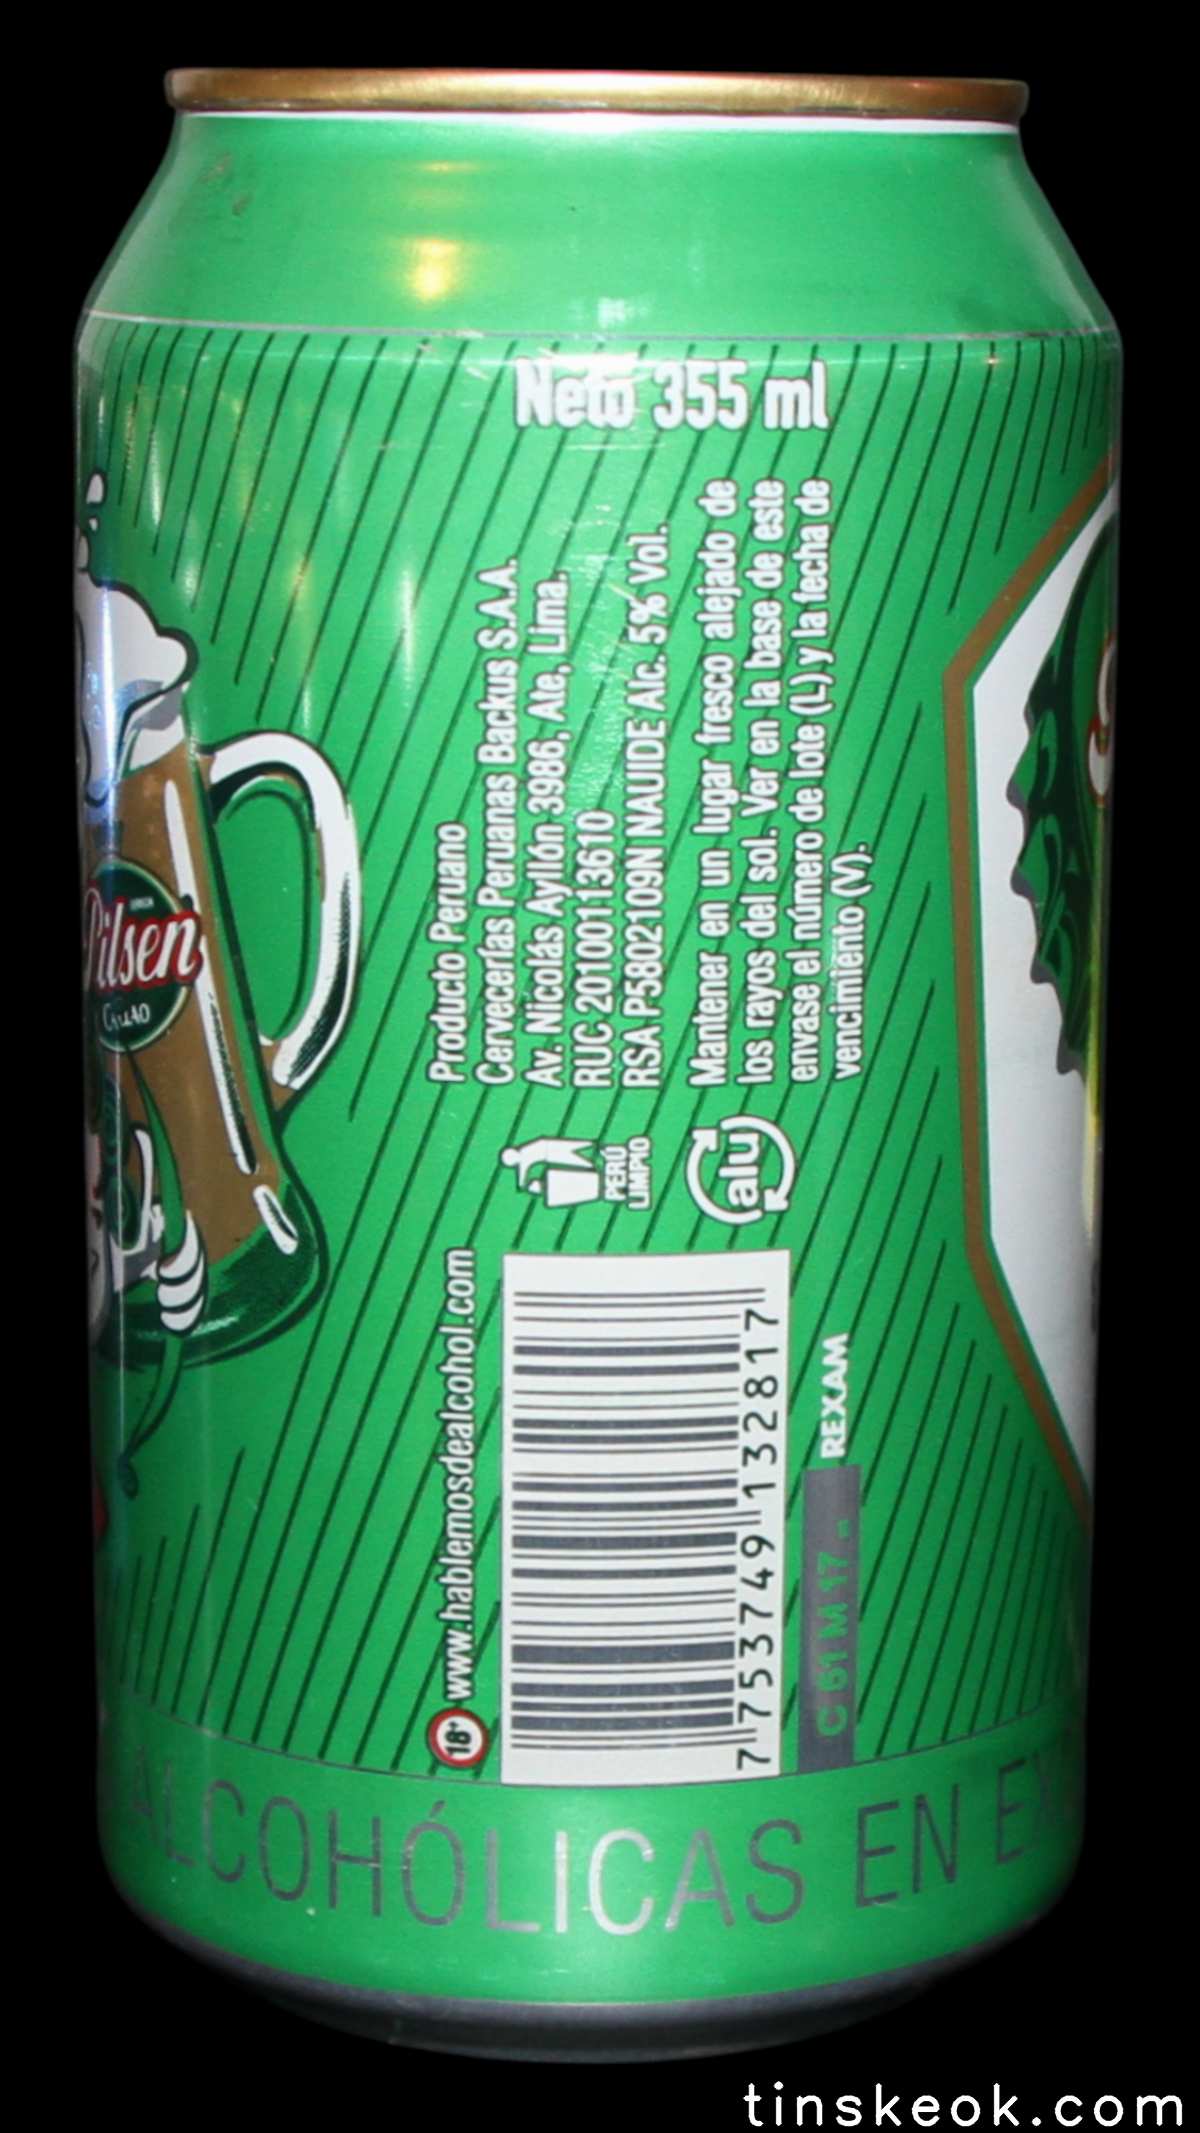 Neto 355 ml
Producto Peruano
Cervecerías Peruanas Backus S.A.A.
Av. Nicolás Ayllón 3986, Ate, Lima.
RUC 20100113610
RSA P5802109N NAUIDE Alc. 5% Vol.
Mantener en un lugar fresco alejado de
los rayos del sol. Ver en la base de este
envase el número de lote (L) y la fecha de
vencimiento (V).
PERÚ
LIMPIO
alu
18+ www.hablemosdealcohol.com
7 753749 132817
REXAM
C 61 M 17
Pilsen
CALLAO
ALCOHÓLICAS EN
tinskeok.com